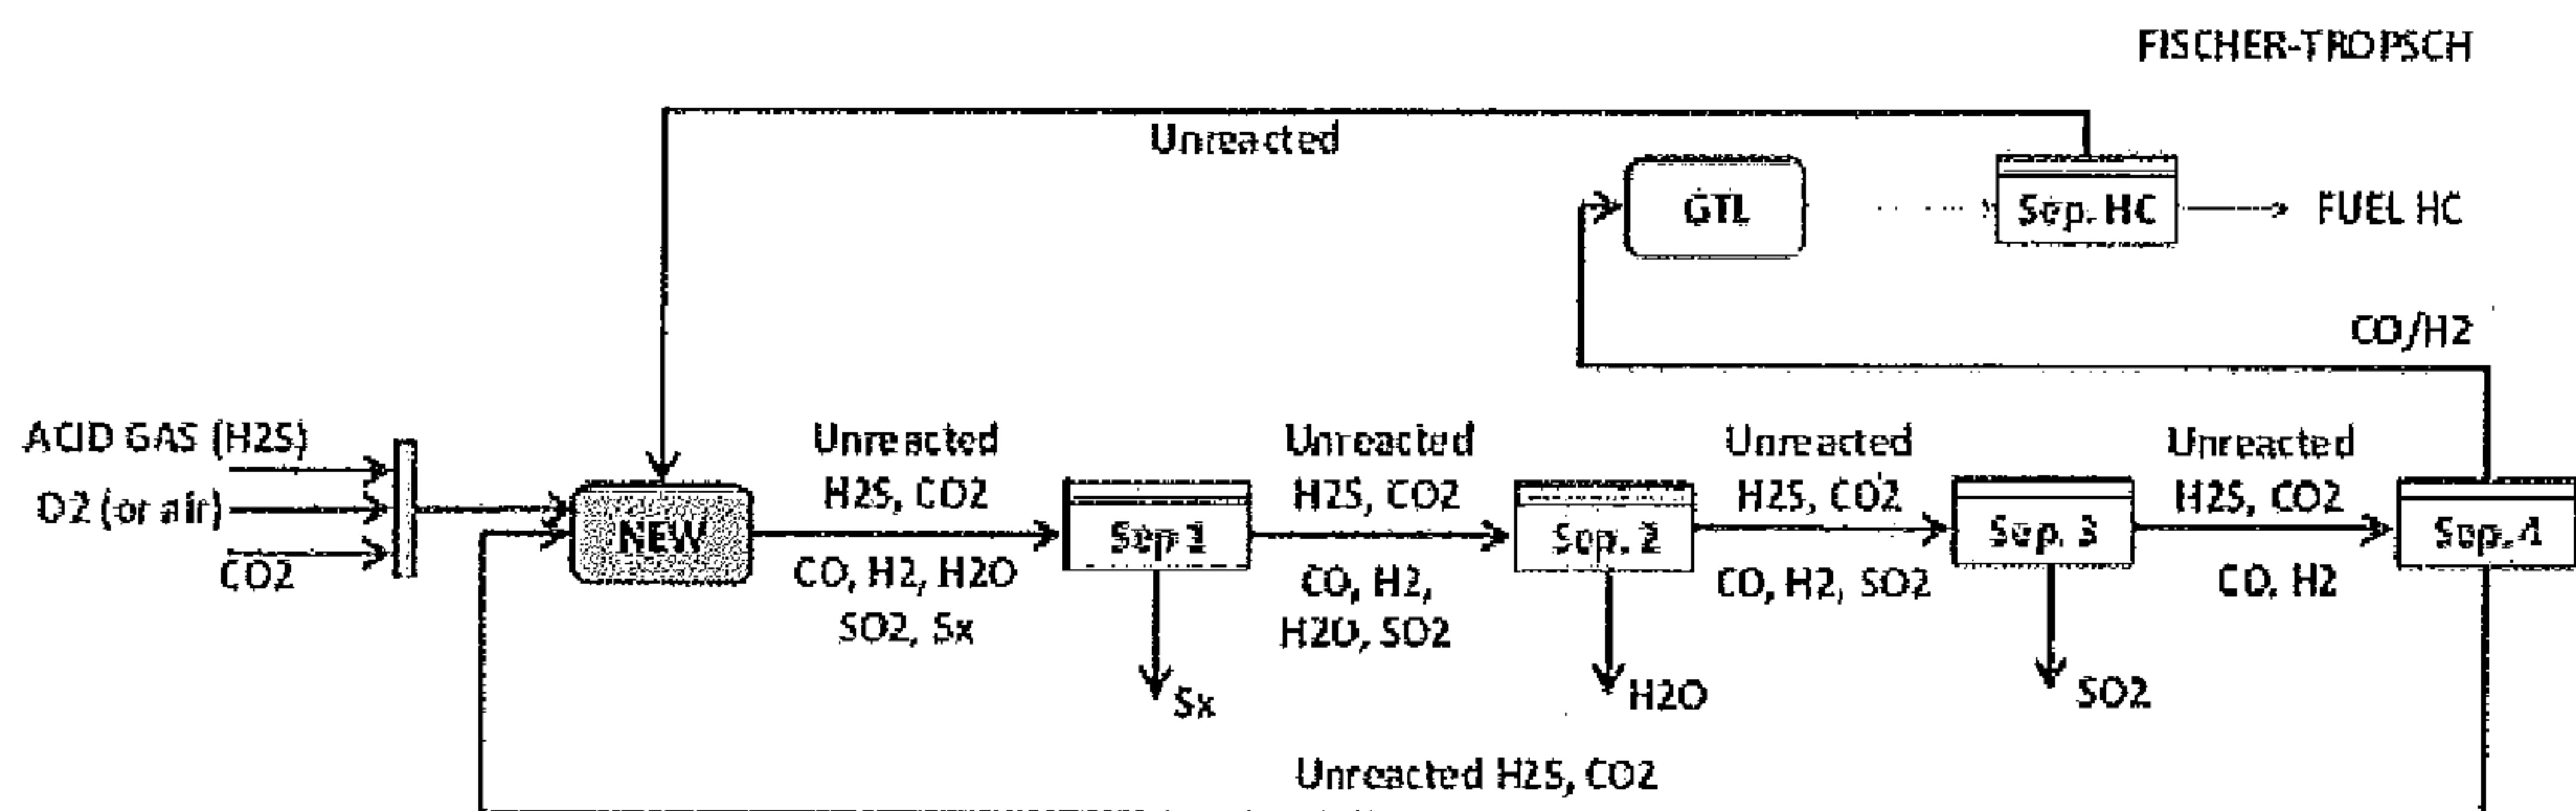 FISCHER-TROPSCH
Unreacted
GTL
Sep. HC
FUEL HC
CO/H2
ACID GAS (H2S)
O2 (or air)
CO2
NEW
Unreacted
H2S, CO2
CO, H2, H2O
SO2, Sx
Sep 1
Sx
Unreacted
H2S, CO2
CO, H2,
H2O, SO2
Sep. 2
H2O
Unreacted
H2S, CO2
CO, H2, SO2
Sep. 3
SO2
Unreacted
H2S, CO2
CO, H2
Sep. 4
Unreacted H2S, CO2